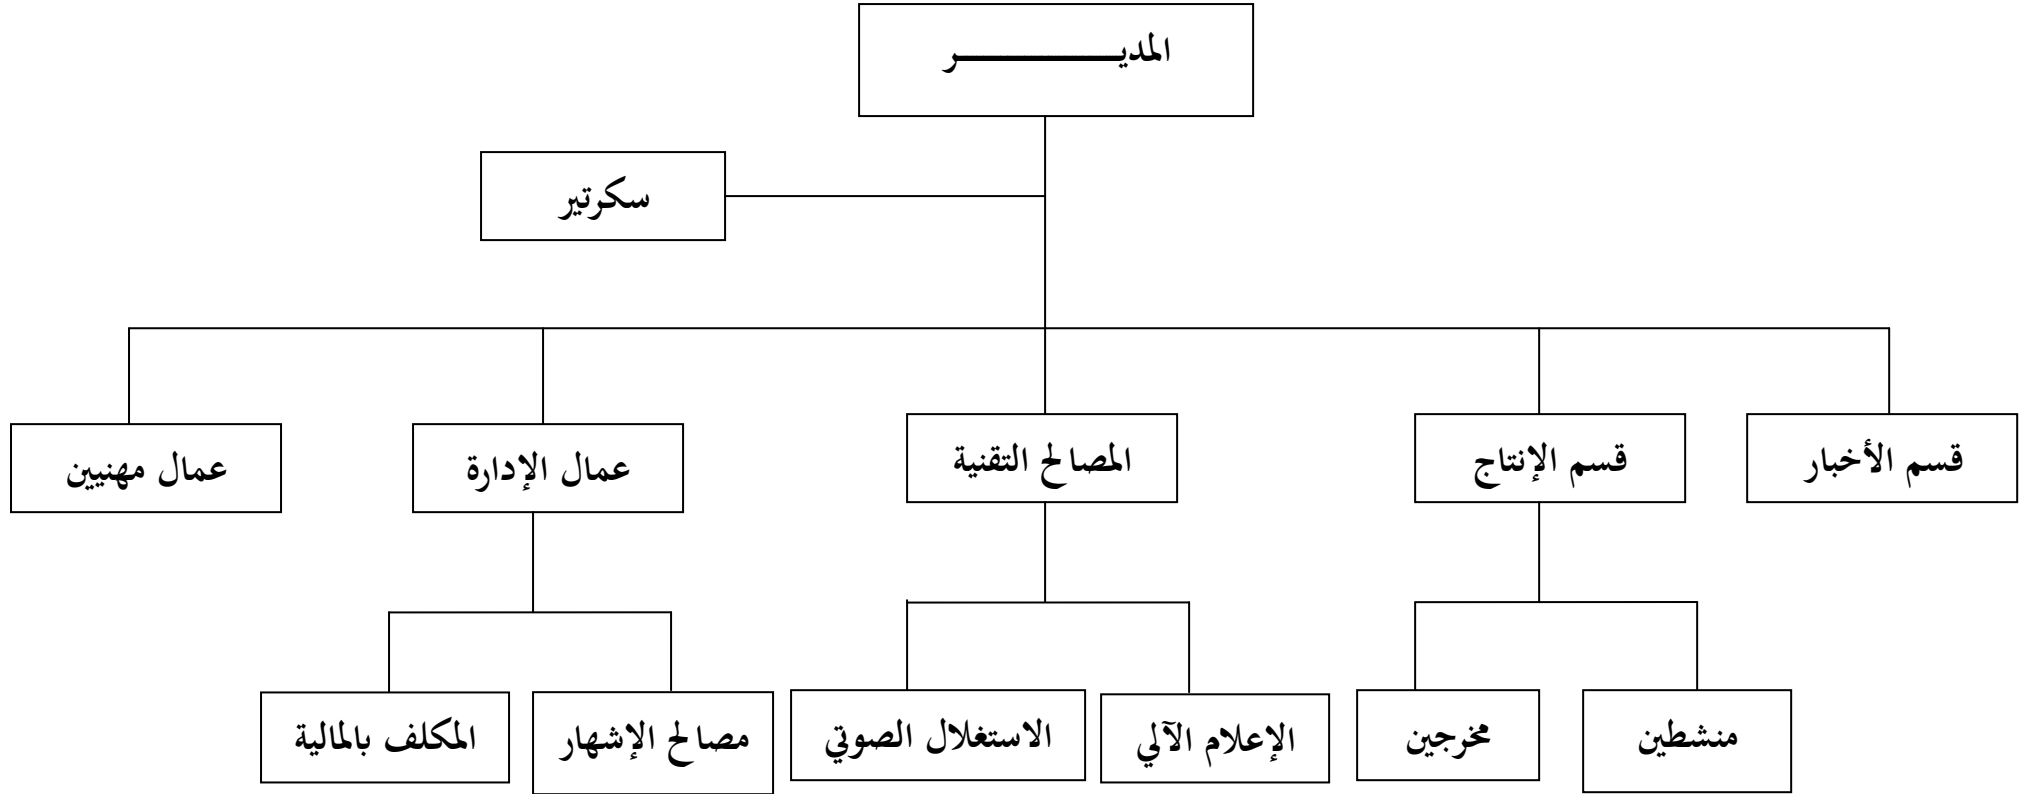 المديـــــــــــــــر
سكرتير
قسم الأخبار
قسم الإنتاج
المصالح التقنية
عمال الإدارة
عمال مهنيين
منشطين
مخرجين
الإعلام الآلي
الاستغلال الصوتي
مصالح الإشهار
المكلف بالمالية